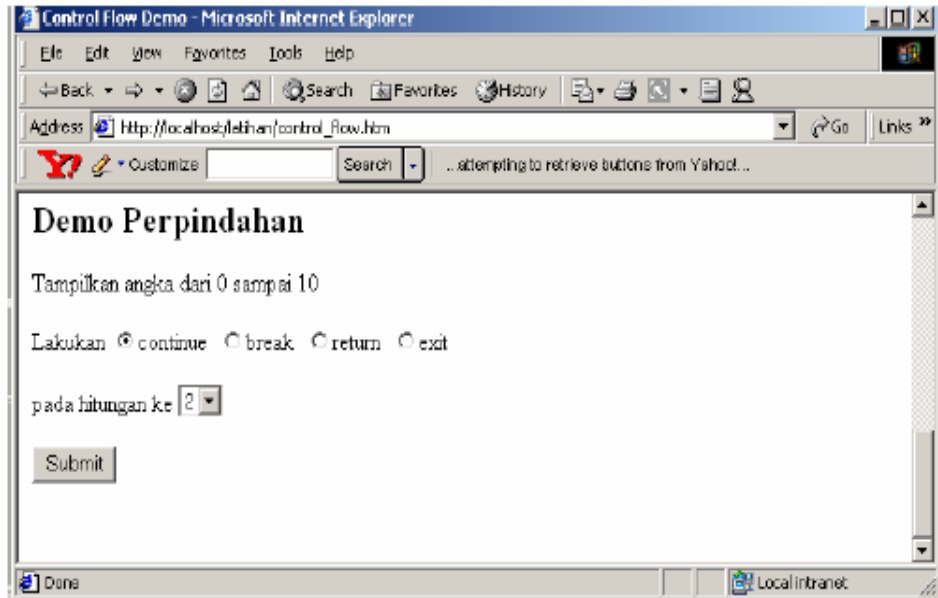 Control Flow Demo - Microsoft Internet Explorer
File Edit View Favorites Tools Help
Back Search Favorites History
Address http://localhost/latihan/control_flow.htm Go Links »
Y! Customize Search ...attempting to retrieve buttons from Yahoo!...
Demo Perpindahan
Tampilkan angka dari 0 sampai 10
Lakukan continue break return exit
pada hitungan ke 2
Submit
Done Local intranet